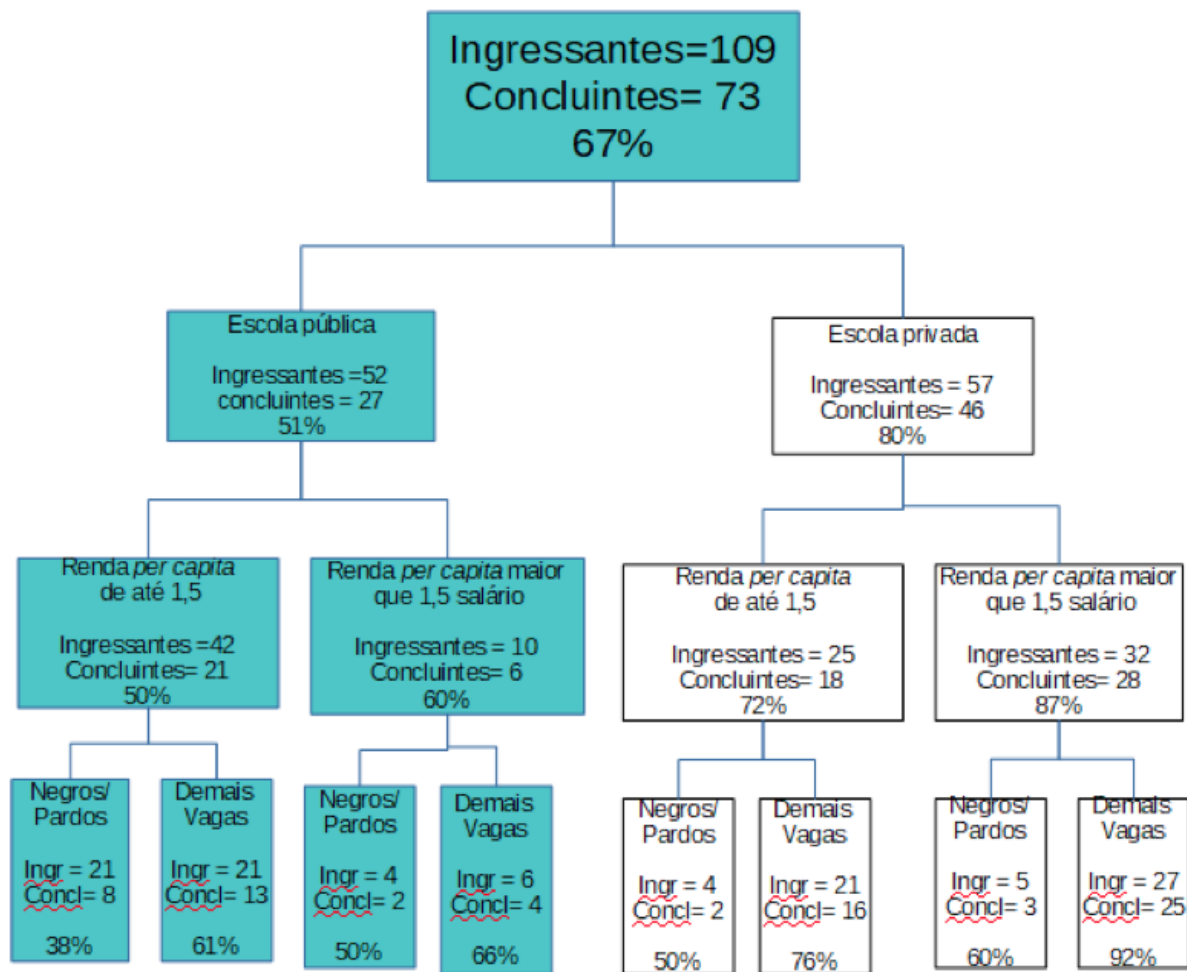 Ingressantes=109
Concluintes= 73
67%
Escola pública
Ingressantes =52
concluintes = 27
51%
Escola privada
Ingressantes = 57
Concluintes= 46
80%
Renda per capita
de até 1,5
Ingressantes =42
Concluintes= 21
50%
Renda per capita maior
que 1,5 salário
Ingressantes = 10
Concluintes= 6
60%
Renda per capita
de até 1,5
Ingressantes = 25
Concluintes= 18
72%
Renda per capita maior
que 1,5 salário
Ingressantes = 32
Concluintes= 28
87%
Negros/
Pardos
Ingr = 21
Concl= 8
38%
Demais
Vagas
Ingr = 21
Concl= 13
61%
Negros/
Pardos
Ingr = 4
Concl= 2
50%
Demais
Vagas
Ingr = 6
Concl= 4
66%
Negros/
Pardos
Ingr = 4
Concl= 2
50%
Demais
Vagas
Ingr = 21
Concl= 16
76%
Negros/
Pardos
Ingr = 5
Concl= 3
60%
Demais
Vagas
Ingr = 27
Concl= 25
92%